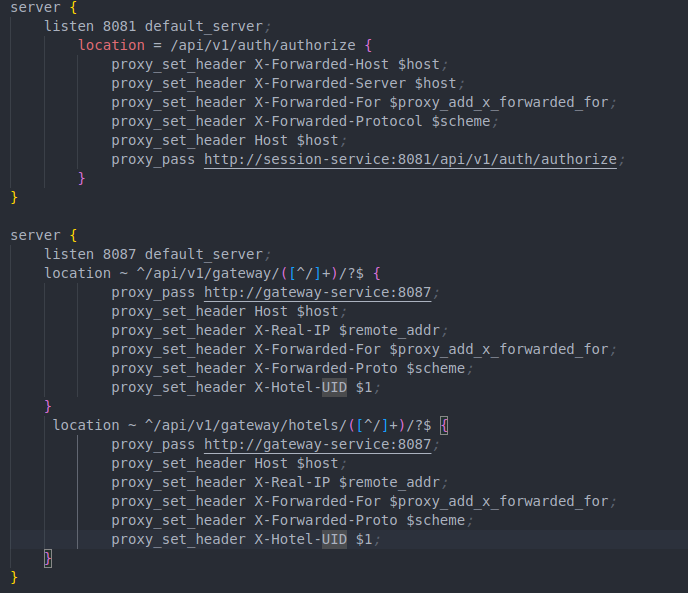 server {
    listen 8081 default_server;
        location = /api/v1/auth/authorize {
            proxy_set_header X-Forwarded-Host $host;
            proxy_set_header X-Forwarded-Server $host;
            proxy_set_header X-Forwarded-For $proxy_add_x_forwarded_for;
            proxy_set_header X-Forwarded-Protocol $scheme;
            proxy_set_header Host $host;
            proxy_pass http://session-service:8081/api/v1/auth/authorize;
        }
}

server {
    listen 8087 default_server;
    location ~ ^/api/v1/gateway/([^/]+)/?$ {
            proxy_pass http://gateway-service:8087;
            proxy_set_header Host $host;
            proxy_set_header X-Real-IP $remote_addr;
            proxy_set_header X-Forwarded-For $proxy_add_x_forwarded_for;
            proxy_set_header X-Forwarded-Proto $scheme;
            proxy_set_header X-Hotel-UID $1;
    }
     location ~ ^/api/v1/gateway/hotels/([^/]+)/?$ {
            proxy_pass http://gateway-service:8087;
            proxy_set_header Host $host;
            proxy_set_header X-Real-IP $remote_addr;
            proxy_set_header X-Forwarded-For $proxy_add_x_forwarded_for;
            proxy_set_header X-Forwarded-Proto $scheme;
            proxy_set_header X-Hotel-UID $1;
    }
}